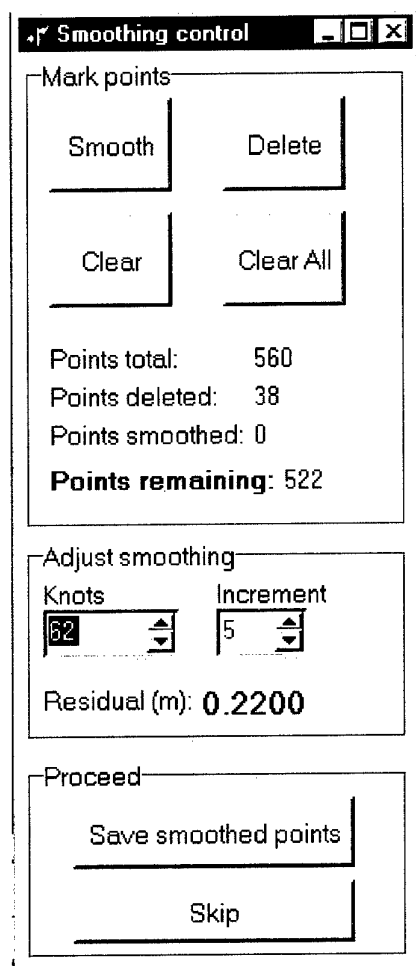 Smoothing control
Mark points
Smooth Delete
Clear Clear All
Points total: 560
Points deleted: 38
Points smoothed: 0
Points remaining: 522
Adjust smoothing
Knots Increment
62 5
Residual (m): 0.2200
Proceed
Save smoothed points
Skip